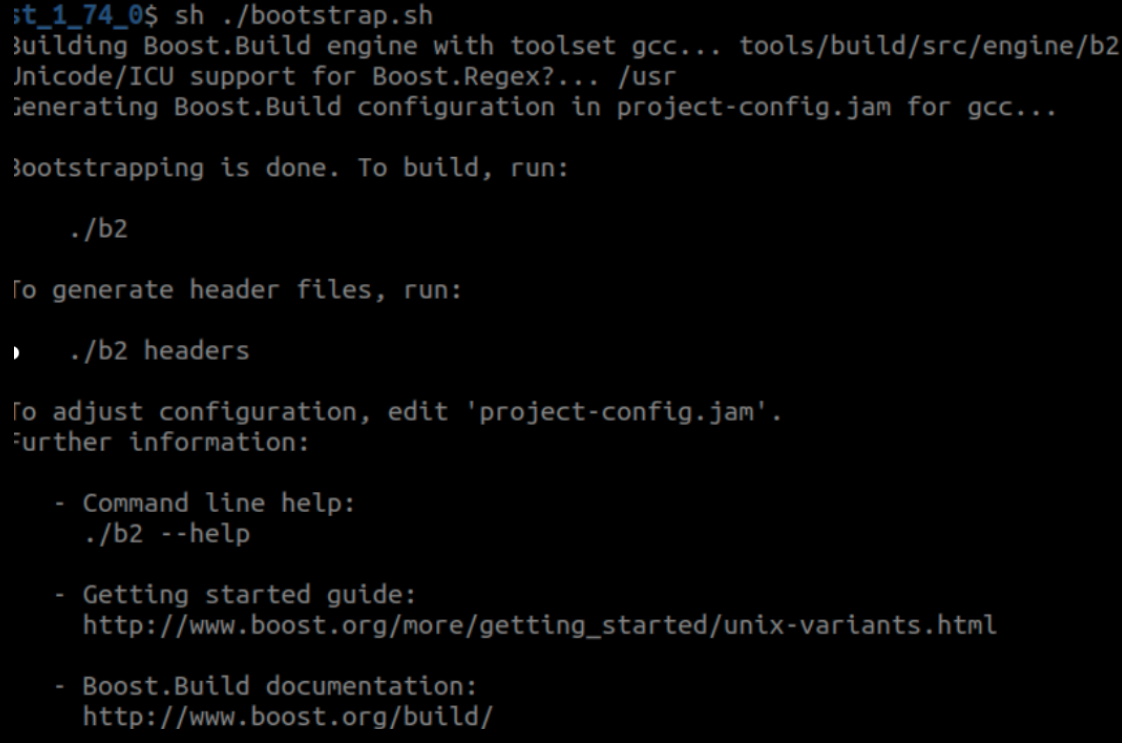 st_1_74_0$ sh ./bootstrap.sh
Building Boost.Build engine with toolset gcc... tools/build/src/engine/b2
Unicode/ICU support for Boost.Regex?... /usr
Generating Boost.Build configuration in project-config.jam for gcc...
Bootstrapping is done. To build, run:
./b2
To generate header files, run:
./b2 headers
To adjust configuration, edit 'project-config.jam'.
Further information:
- Command line help:
./b2 --help
- Getting started guide:
http://www.boost.org/more/getting_started/unix-variants.html
- Boost.Build documentation:
http://www.boost.org/build/